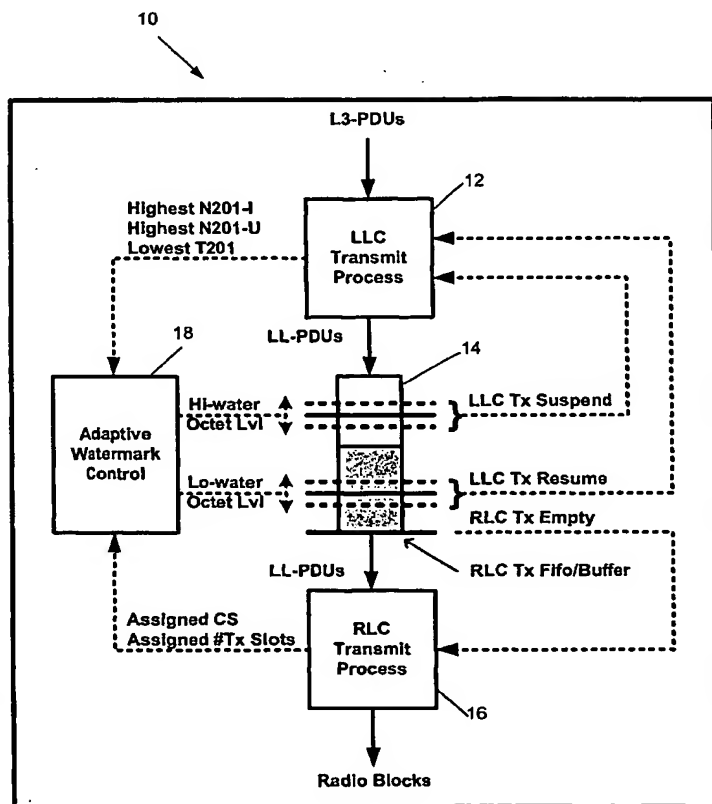 10
L3-PDUs
12
Highest N201-I
Highest N201-U
Lowest T201
LLC
Transmit
Process
LL-PDUs
18
14
Adaptive
Watermark
Control
Hi-water
Octet Lvl
LLC Tx Suspend
Lo-water
Octet Lvl
LLC Tx Resume
RLC Tx Empty
LL-PDUs
RLC Tx Fifo/Buffer
Assigned CS
Assigned #Tx Slots
RLC
Transmit
Process
16
Radio Blocks